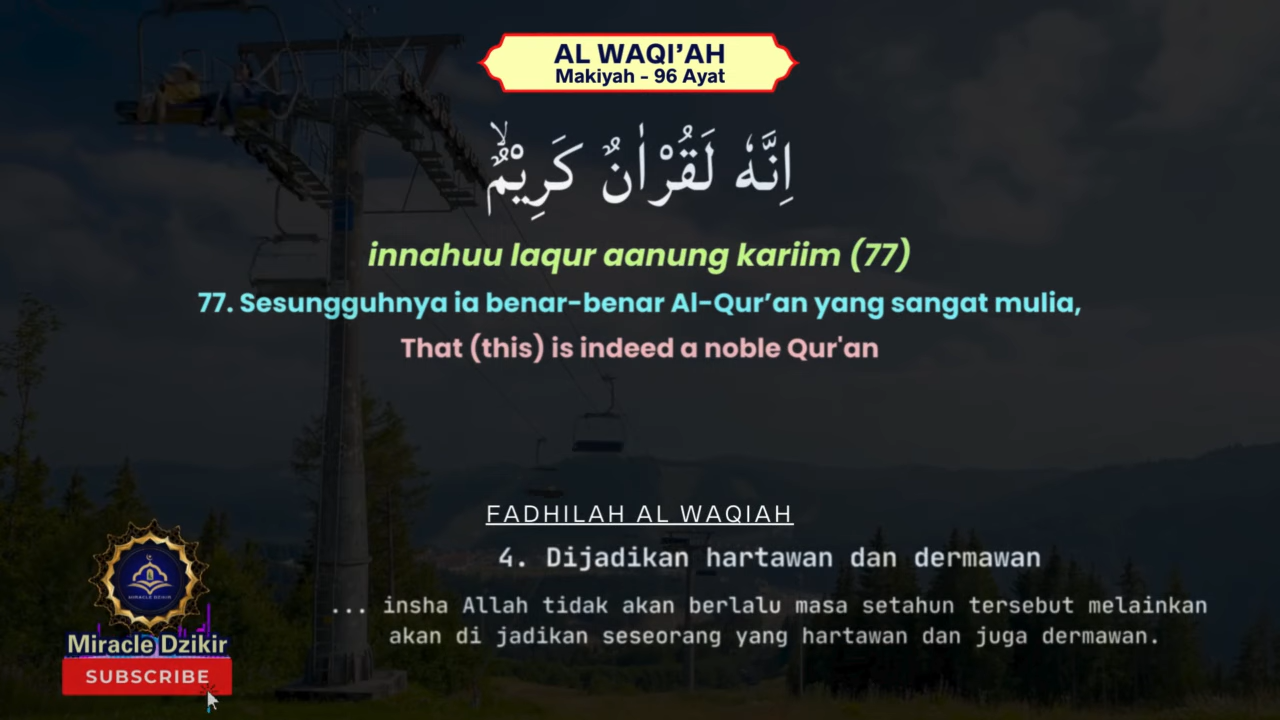 AL WAQI’AH
Makiyah - 96 Ayat
اِنَّهٗ لَقُرْاٰنٌ كَرِيْمٌۙ
innahuu laqur aanung kariim (77)
77. Sesungguhnya ia benar-benar Al-Qur’an yang sangat mulia,
That (this) is indeed a noble Qur'an
FADHILAH AL WAQIAH
4. Dijadikan hartawan dan dermawan
... insha Allah tidak akan berlalu masa setahun tersebut melainkan
akan di jadikan seseorang yang hartawan dan juga dermawan.
MIRACLE DZIKIR
Miracle Dzikir
SUBSCRIBE